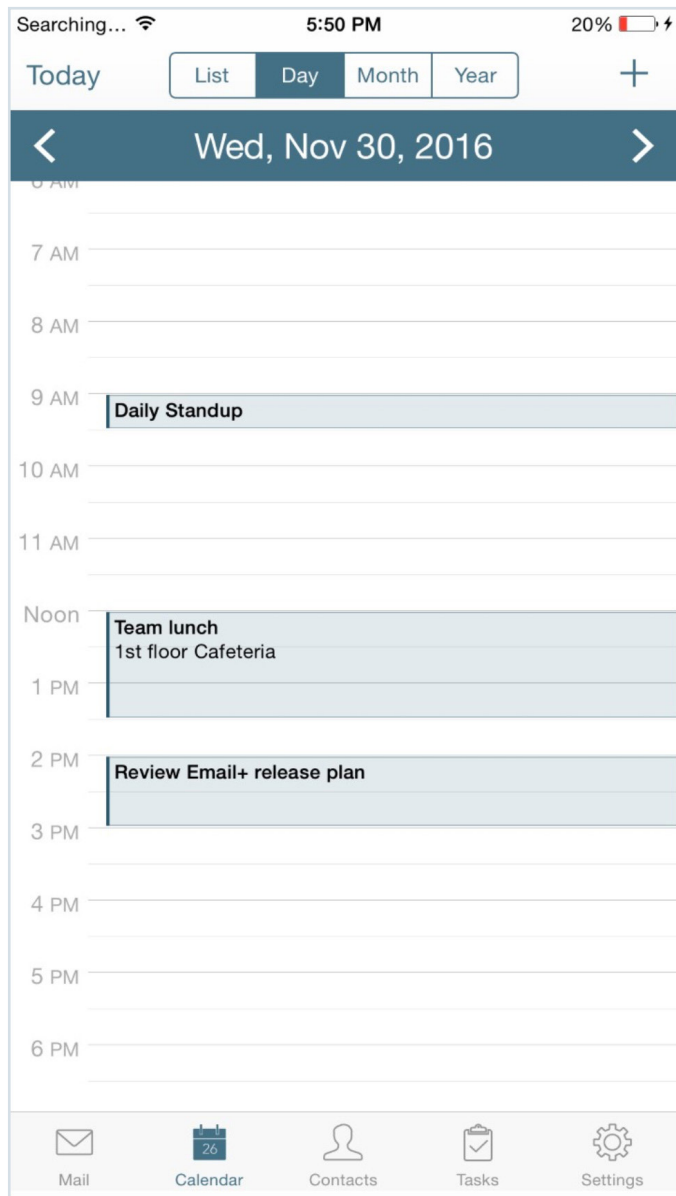 Searching... 5:50 PM 20%
Today List Day Month Year +
Wed, Nov 30, 2016
6 AM
7 AM
8 AM
9 AM
Daily Standup
10 AM
11 AM
Noon
Team lunch
1st floor Cafeteria
1 PM
2 PM
Review Email+ release plan
3 PM
4 PM
5 PM
6 PM
26
Mail Calendar Contacts Tasks Settings